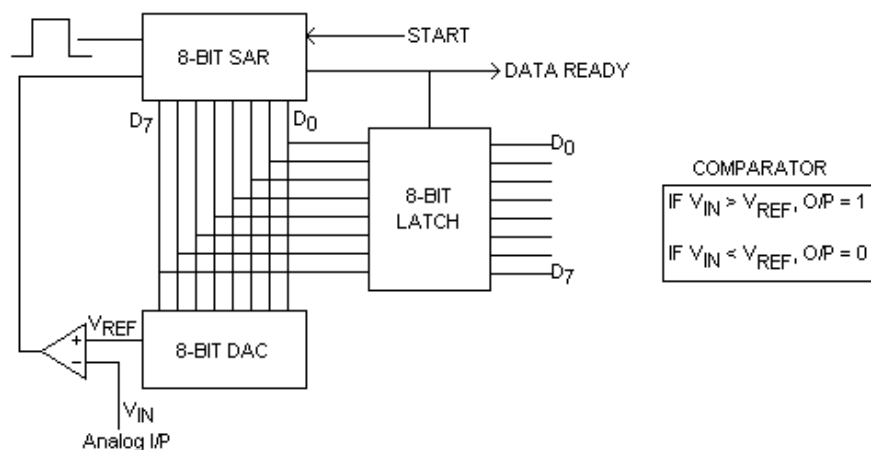 8-BIT SAR
START
DATA READY
D7
D0
8-BIT
LATCH
D0
D7
COMPARATOR
IF VIN > VREF, O/P = 1
IF VIN < VREF, O/P = 0
VREF
+
−
8-BIT DAC
VIN
Analog I/P